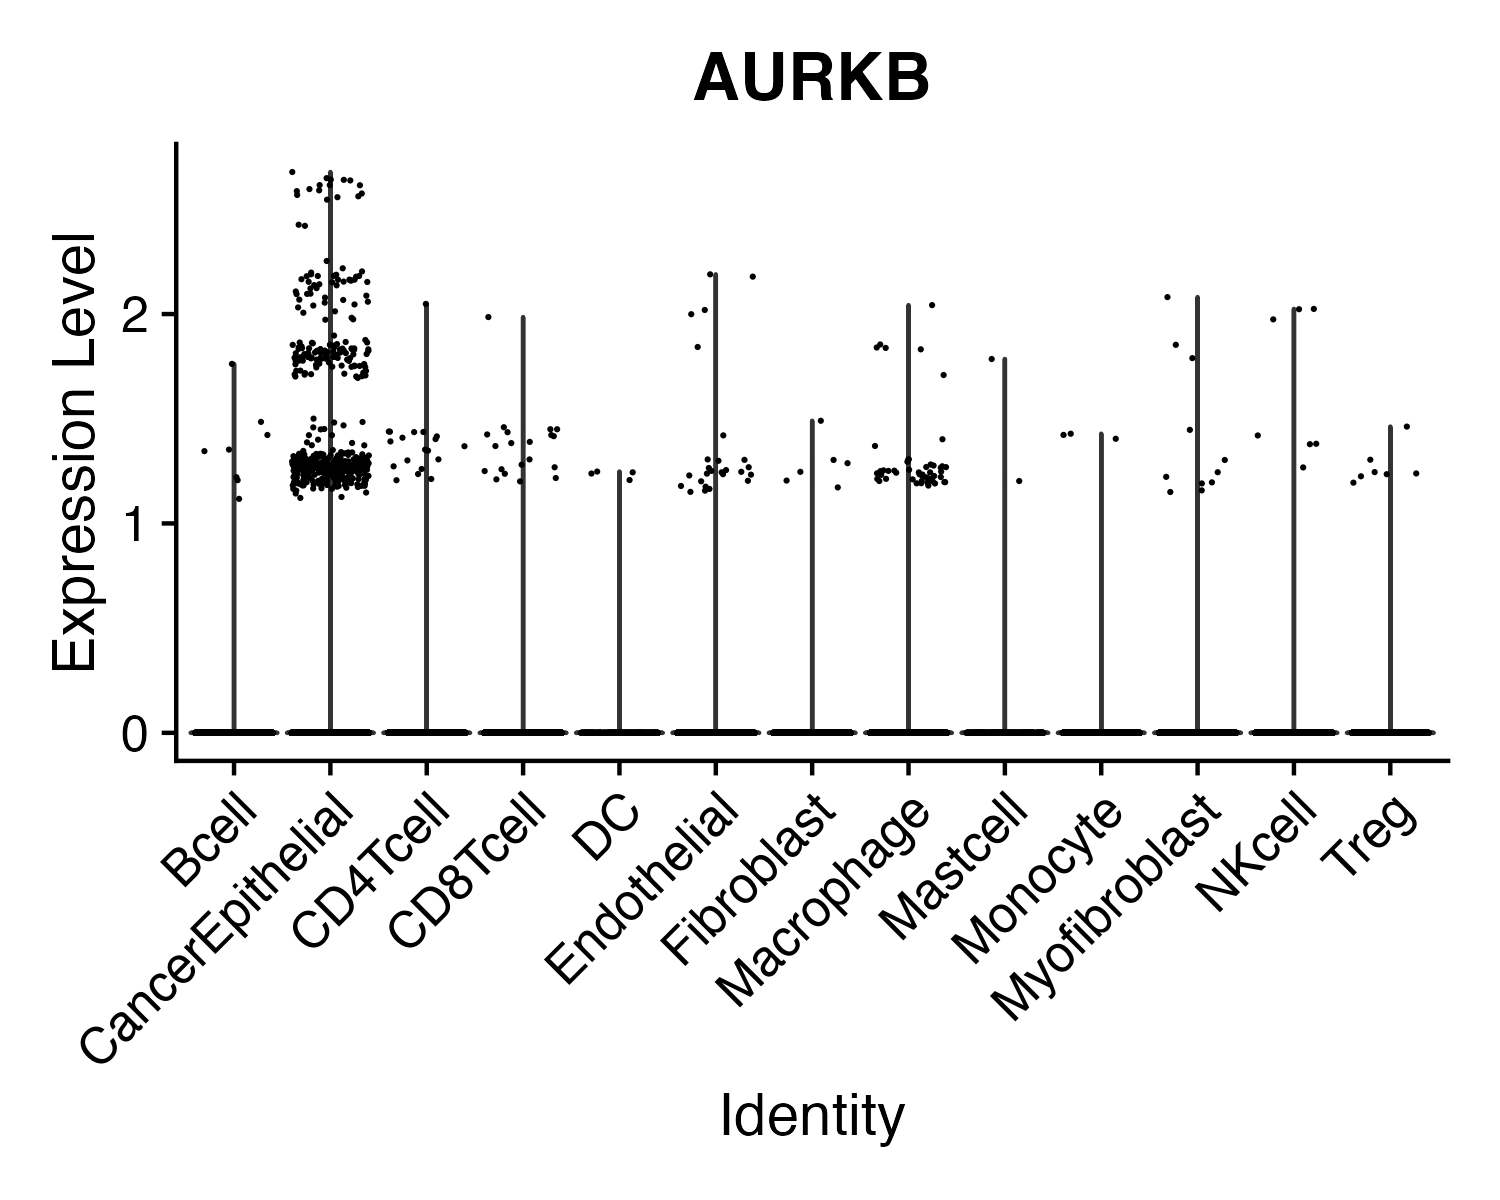 AURKB
Expression Level
2
1
0
Bcell
CancerEpithelial
CD4Tcell
CD8Tcell
DC
Endothelial
Fibroblast
Macrophage
Mastcell
Monocyte
Myofibroblast
NKcell
Treg
Identity